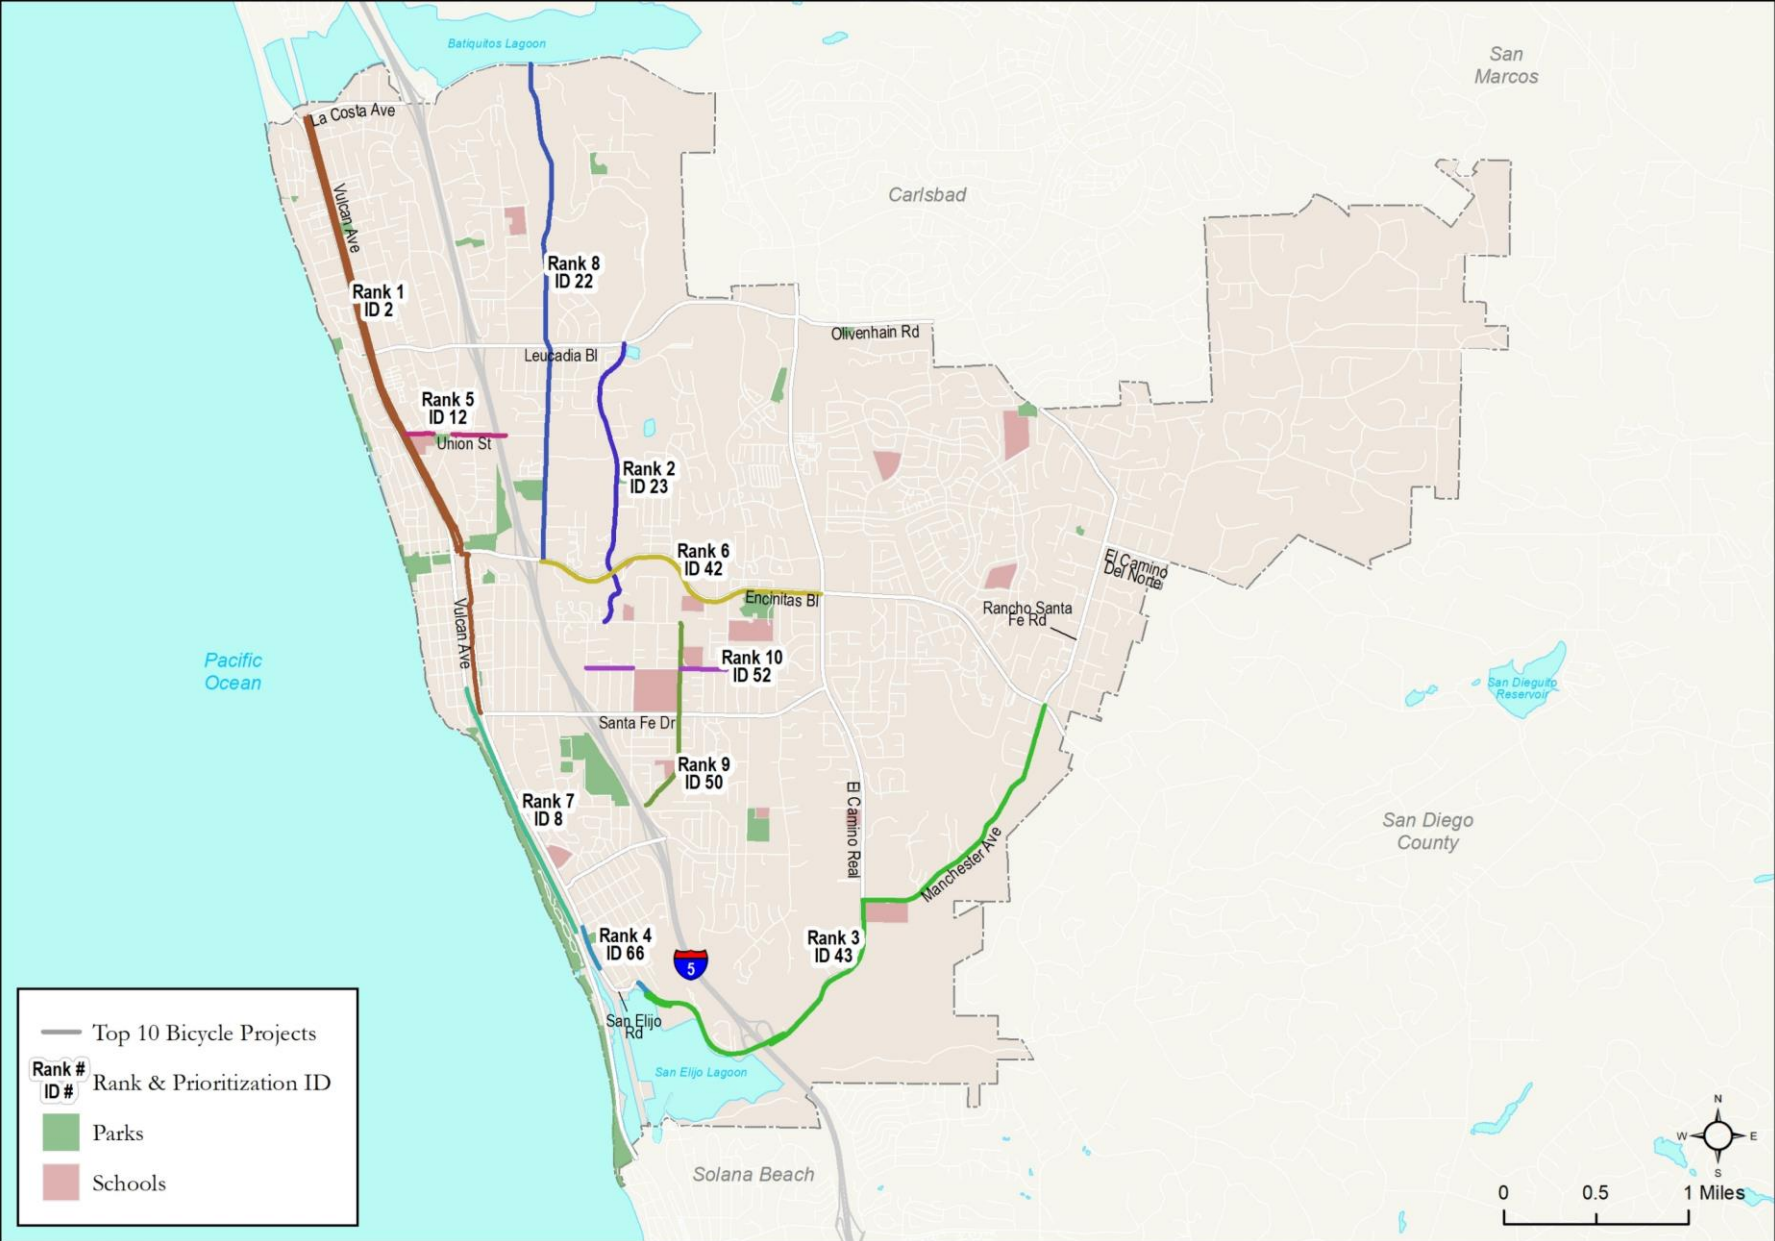 Batiquitos Lagoon
San
Marcos
La Costa Ave
Carlsbad
Vulcan Ave
Rank 8
ID 22
Rank 1
ID 2
Olivenhain Rd
Leucadia Bl
Rank 5
ID 12
Union St
Rank 2
ID 23
Rank 6
ID 42
El Camino
Del Norte
Encinitas Bl
Rancho Santa
Fe Rd
Vulcan Ave
Pacific
Ocean
Rank 10
ID 52
San Dieguito
Reservoir
Santa Fe Dr
Rank 9
ID 50
Rank 7
ID 8
El Camino Real
San Diego
County
Manchester Ave
Rank 4
ID 66
Rank 3
ID 43
5
San Elijo
Rd
San Elijo Lagoon
Solana Beach
Top 10 Bicycle Projects
Rank #
ID #
Rank & Prioritization ID
Parks
Schools
N
W
E
S
0 0.5 1 Miles